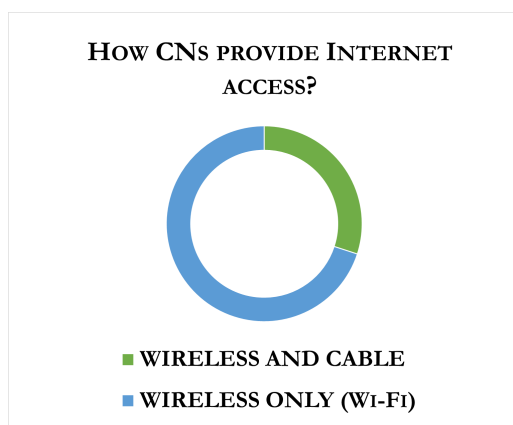 How CNs provide Internet
access?
wireless and cable
wireless only (Wi-Fi)